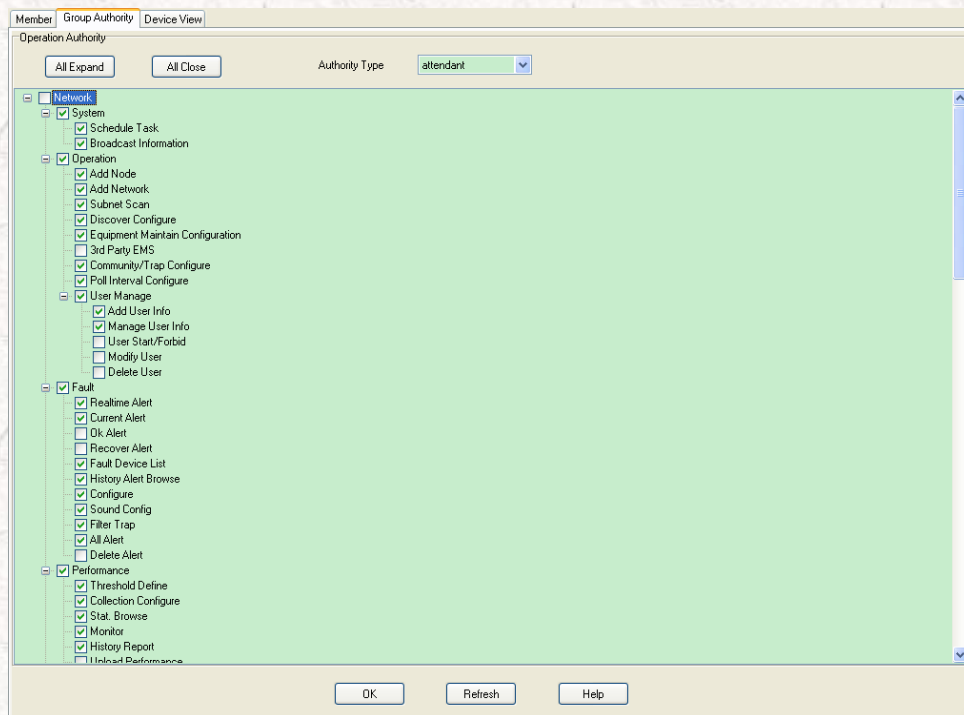 Member Group Authority Device View
Operation Authority
All Expand All Close Authority Type attendant
Network
System
Schedule Task
Broadcast Information
Operation
Add Node
Add Network
Subnet Scan
Discover Configure
Equipment Maintain Configuration
3rd Party EMS
Community/Trap Configure
Poll Interval Configure
User Manage
Add User Info
Manage User Info
User Start/Forbid
Modify User
Delete User
Fault
Realtime Alert
Current Alert
Ok Alert
Recover Alert
Fault Device List
History Alert Browse
Configure
Sound Config
Filter Trap
All Alert
Delete Alert
Performance
Threshold Define
Collection Configure
Stat. Browse
Monitor
History Report
Upload Performance
OK Refresh Help